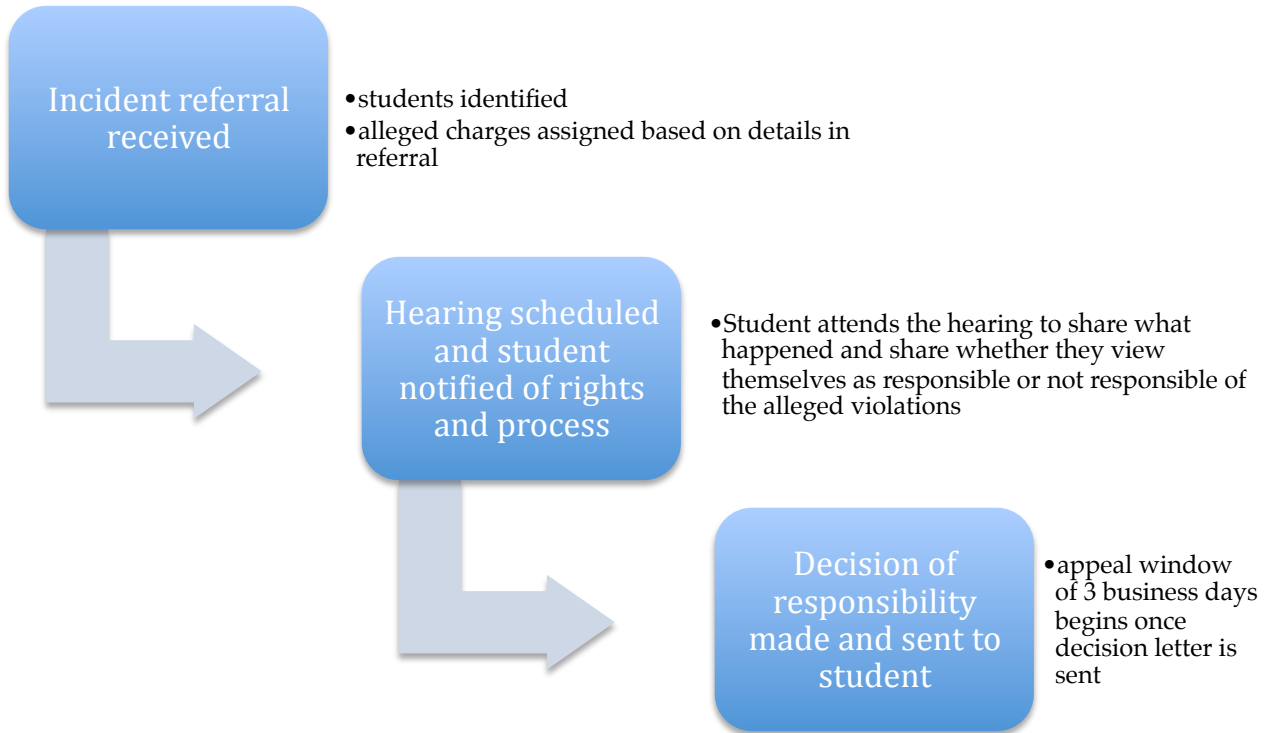 Incident referral
received
•students identified
•alleged charges assigned based on details in
referral
Hearing scheduled
and student
notified of rights
and process
•Student attends the hearing to share what
happened and share whether they view
themselves as responsible or not responsible of
the alleged violations
Decision of
responsibility
made and sent to
student
•appeal window
of 3 business days
begins once
decision letter is
sent